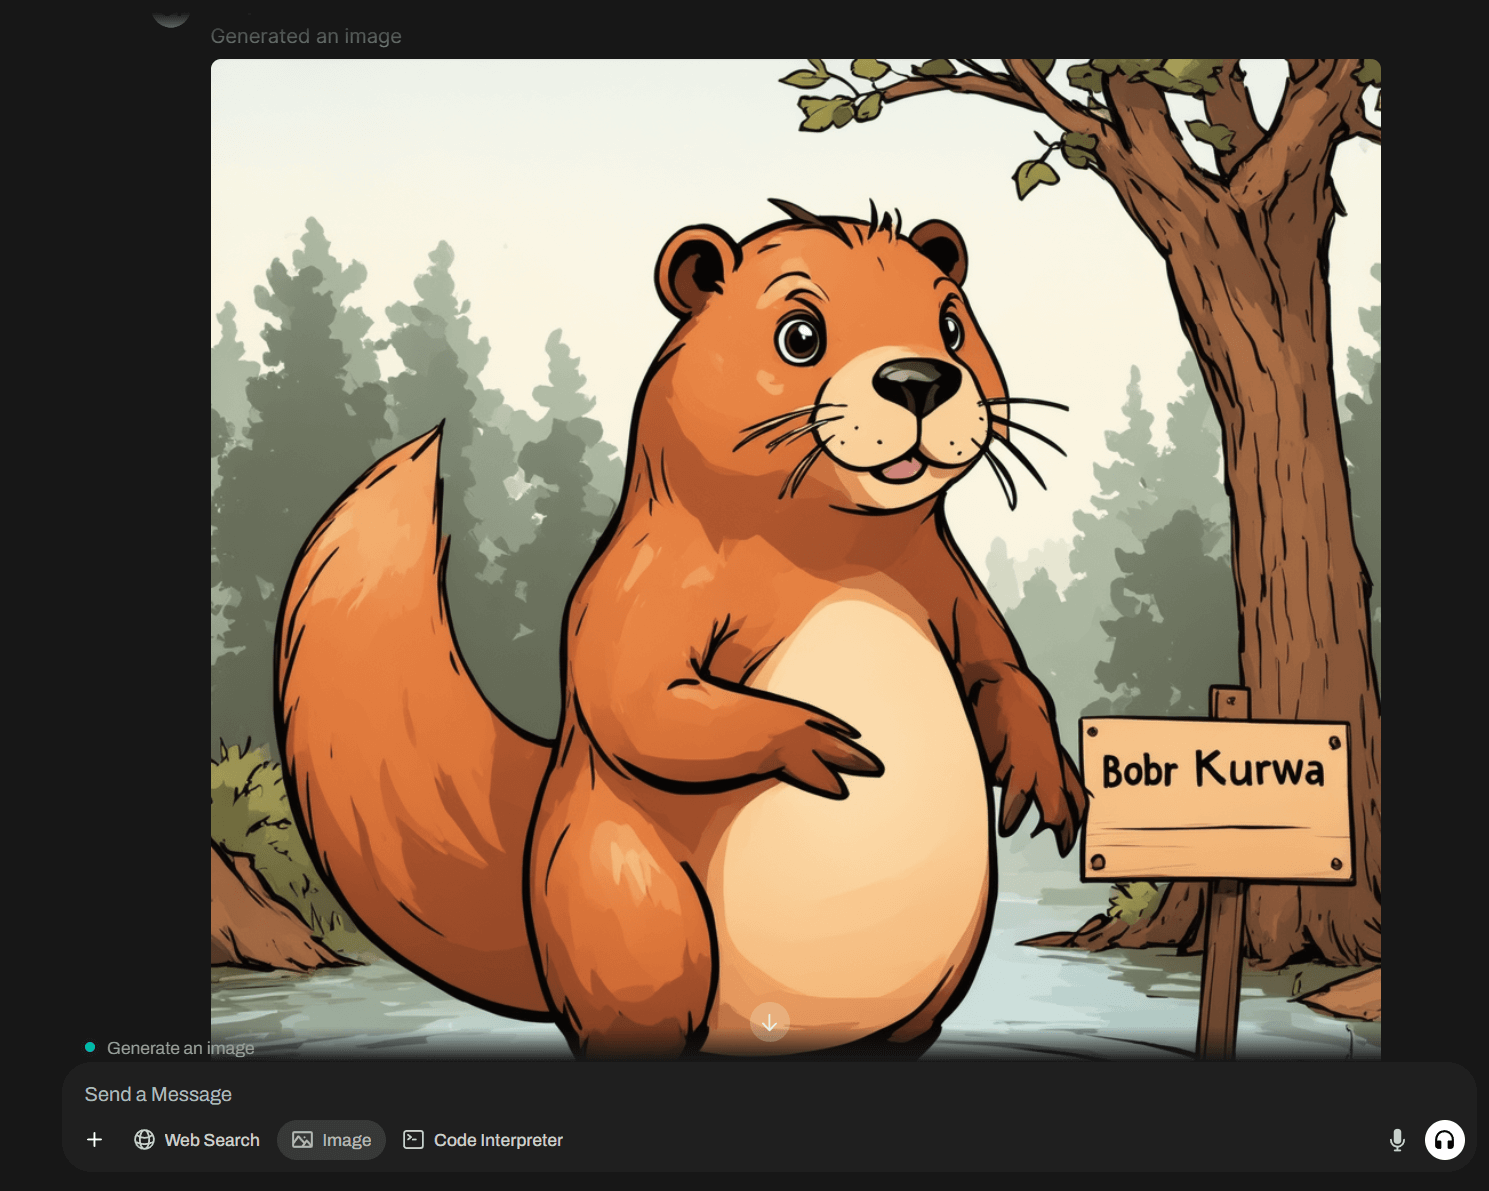 Generated an image
Bobr Kurwa
Generate an image
Send a Message
Web Search
Image
Code Interpreter